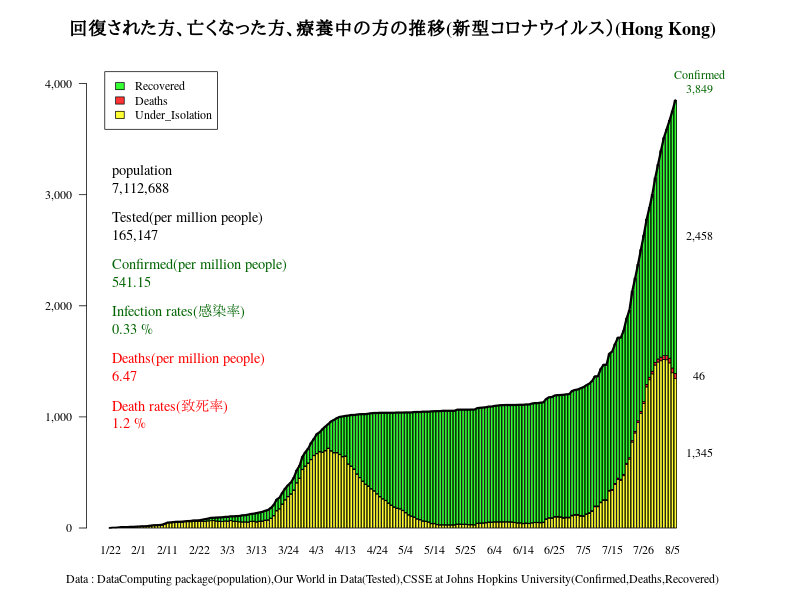 回復された方、亡くなった方、療養中の方の推移(新型コロナウイルス)(Hong Kong)
Confirmed
3,849
Recovered
Deaths
Under_Isolation
population
7,112,688
Tested(per million people)
165,147
Confirmed(per million people)
541.15
Infection rates(感染率)
0.33 %
Deaths(per million people)
6.47
Death rates(致死率)
1.2 %
4,000
3,000
2,000
1,000
0
2,458
46
1,345
1/22 2/1 2/11 2/22 3/3 3/13 3/24 4/3 4/13 4/24 5/4 5/14 5/25 6/4 6/14 6/25 7/5 7/15 7/26 8/5
Data : DataComputing package(population),Our World in Data(Tested),CSSE at Johns Hopkins University(Confirmed,Deaths,Recovered)